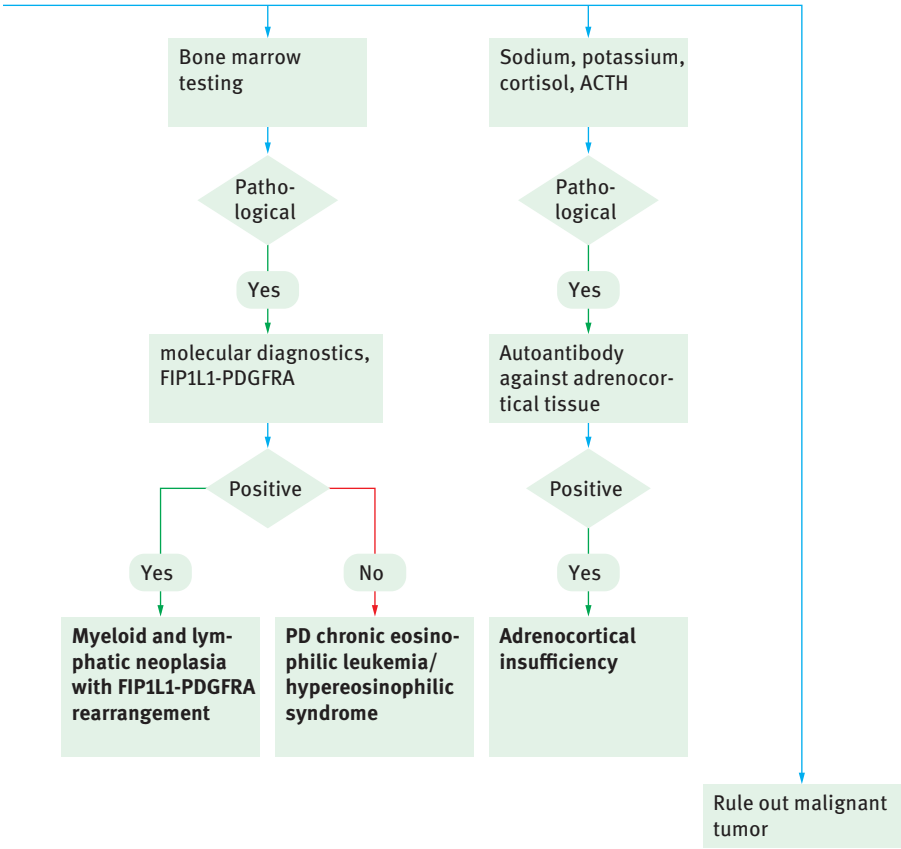 Bone marrow
testing
Sodium, potassium,
cortisol, ACTH
Patho-
logical
Patho-
logical
Yes
Yes
molecular diagnostics,
FIP1L1-PDGFRA
Autoantibody
against adrenocor-
tical tissue
Positive
Positive
Yes
No
Yes
Myeloid and lym-
phatic neoplasia
with FIP1L1-PDGFRA
rearrangement
PD chronic eosino-
philic leukemia/
hypereosinophilic
syndrome
Adrenocortical
insufficiency
Rule out malignant
tumor